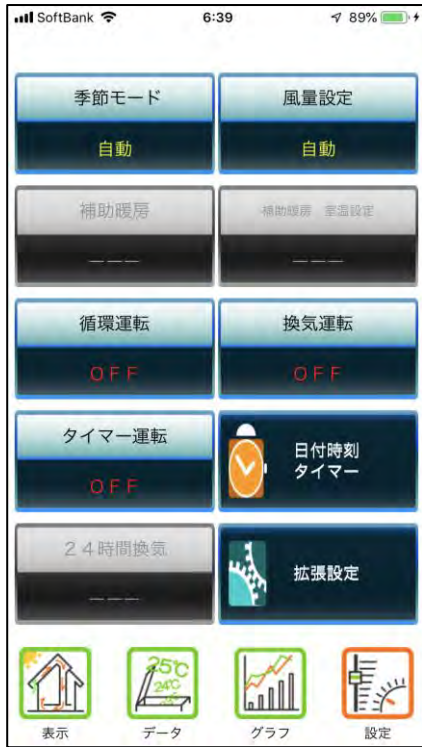 SoftBank 6:39 89%
季節モード 風量設定
自動 自動
補助暖房 補助暖房 室温設定
--- ---
循環運転 換気運転
OFF OFF
タイマー運転 日付時刻
タイマー
OFF
24時間換気
拡張設定
---
25℃
24℃
表示 データ グラフ 設定